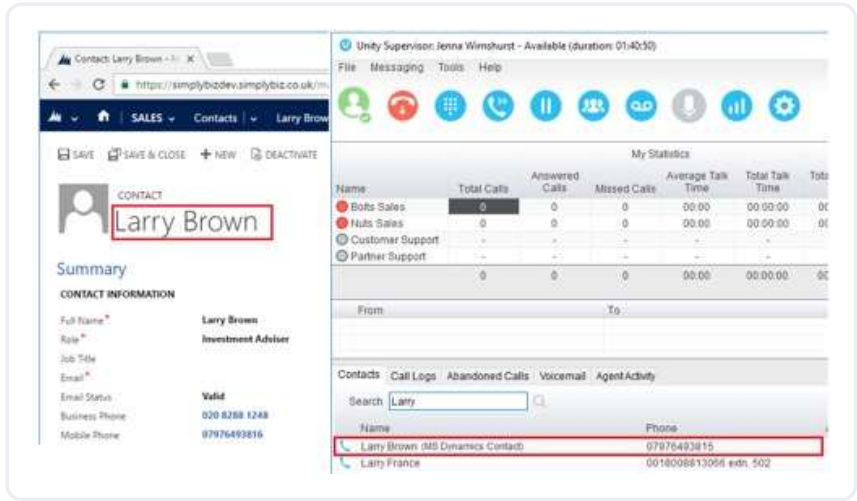 Contact: Larry Brown
https://simplybizdev.simplybiz.co.uk/
SALES Contacts Larry Brow
SAVE SAVE & CLOSE + NEW DEACTIVATE
CONTACT
Larry Brown
Summary
CONTACT INFORMATION
Full Name* Larry Brown
Role* Investment Adviser
Job Title
Email*
Email Status Valid
Business Phone 020 8288 1248
Mobile Phone 07976493816
Unity Supervisor: Jenna Wimshurst - Available (duration: 01:40:50)
File Messaging Tools Help
My Statistics
Name Total Calls Answered Calls Missed Calls Average Talk Time Total Talk Time Tota
Bolts Sales 0 0 0 00:00 00:00:00 00
Nuts Sales 0 0 0 00:00 00:00:00 00
Customer Support - - - - -
Partner Support - - - - -
0 0 0 00:00 00:00:00 00
From To
Contacts Call Logs Abandoned Calls Voicemail Agent Activity
Search Larry
Name Phone
Larry Brown (MS Dynamics Contact) 07976493815
Larry France 0018008813066 extn. 502